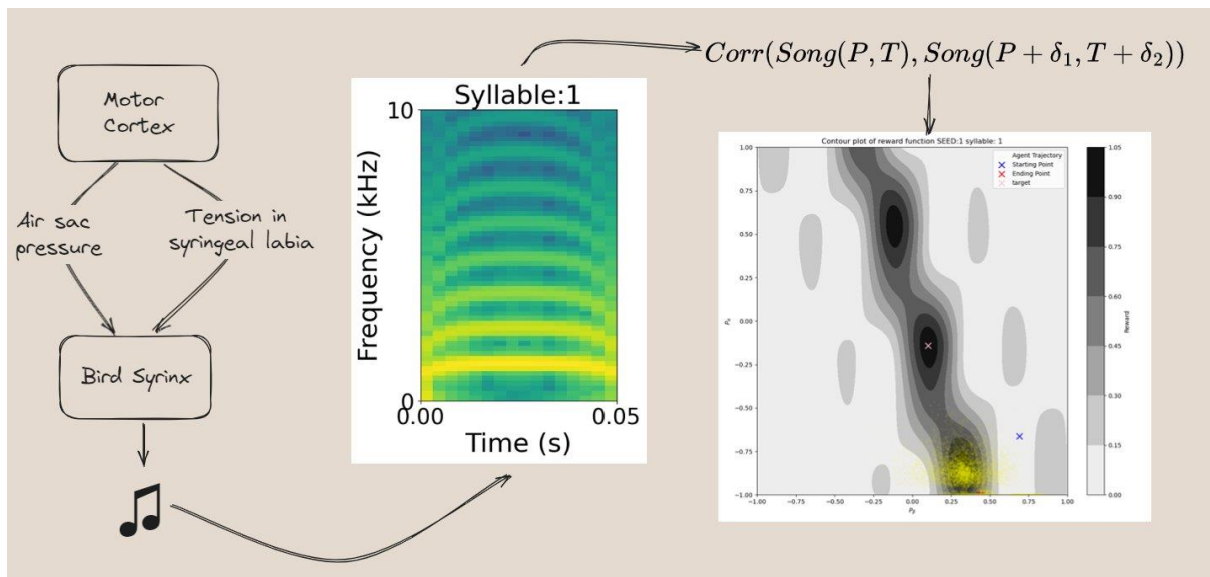 Motor
Cortex
Air sac
pressure
Tension in
syringeal labia
Bird Syrinx
Syllable:1
Frequency (kHz)
10
0
0.00
0.05
Time (s)
Corr(Song(P, T), Song(P + δ₁, T + δ₂))
Contour plot of reward function SEED:1 syllable: 1
Agent Trajectory
Starting Point
Ending Point
target
1.00
0.75
0.50
0.25
0.00
−0.25
−0.50
−0.75
−1.00
−1.00
−0.75
−0.50
−0.25
0.00
0.25
0.50
0.75
1.00
1.05
0.90
0.75
0.60
0.45
0.30
0.15
0.00
Reward